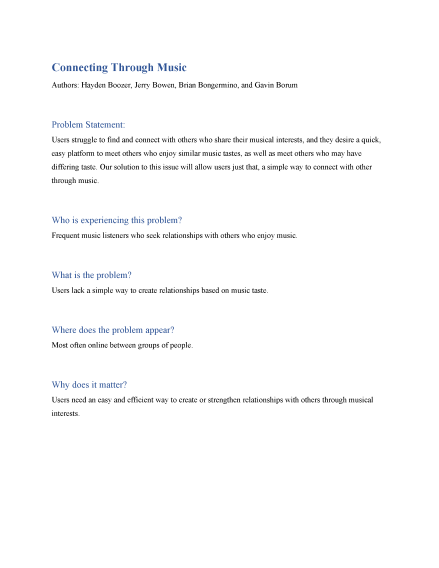 Connecting Through Music
Authors: Hayden Boozer, Jerry Bowen, Brian Bongermino, and Gavin Borum
Problem Statement:
Users struggle to find and connect with others who share their musical interests, and they desire a quick,
easy platform to meet others who enjoy similar music tastes, as well as meet others who may have
differing taste. Our solution to this issue will allow users just that, a simple way to connect with other
through music.
Who is experiencing this problem?
Frequent music listeners who seek relationships with others who enjoy music.
What is the problem?
Users lack a simple way to create relationships based on music taste.
Where does the problem appear?
Most often online between groups of people.
Why does it matter?
Users need an easy and efficient way to create or strengthen relationships with others through musical
interests.